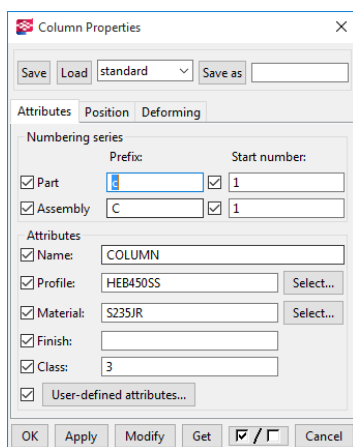 Column Properties
Save Load standard Save as
Attributes Position Deforming
Numbering series
Prefix: Start number:
Part c 1
Assembly C 1
Attributes
Name: COLUMN
Profile: HEB450SS Select...
Material: S235JR Select...
Finish:
Class: 3
User-defined attributes...
OK Apply Modify Get / Cancel